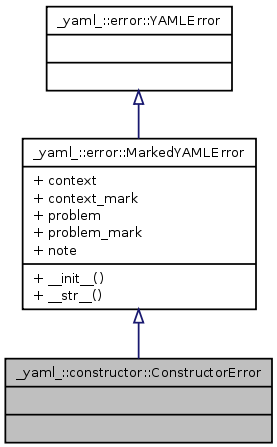 _yaml_::error::YAMLError
_yaml_::error::MarkedYAMLError
+ context
+ context_mark
+ problem
+ problem_mark
+ note
+ __init__()
+ __str__()
_yaml_::constructor::ConstructorError